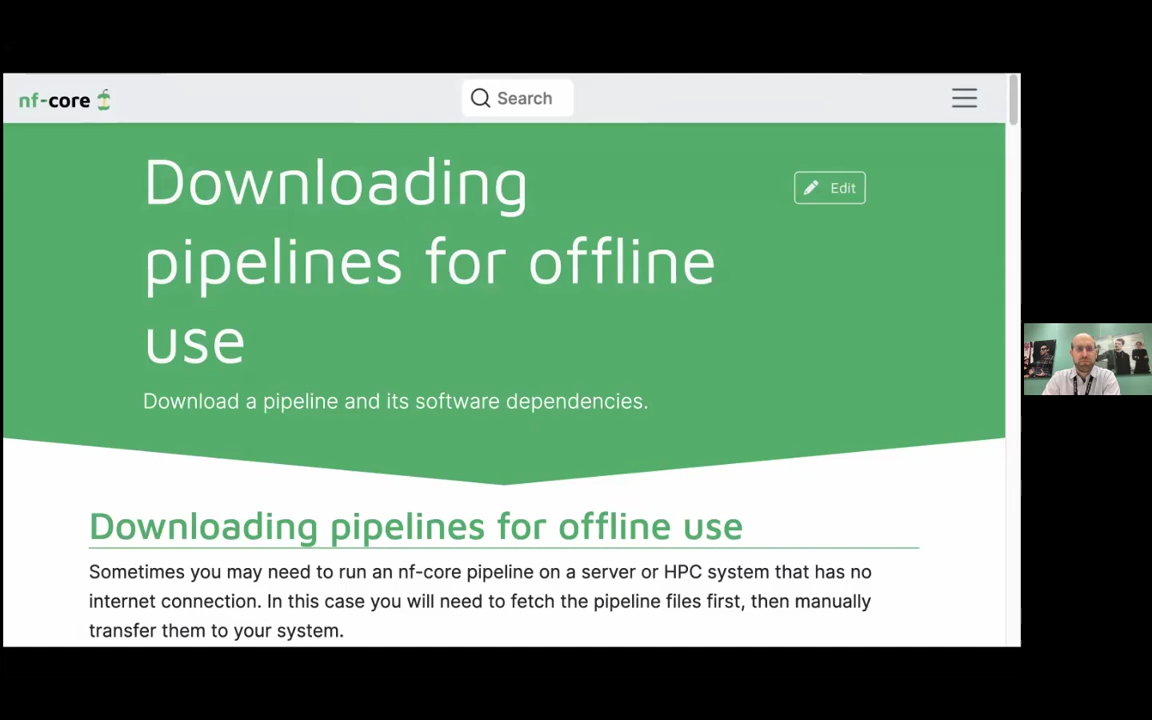 nf-core
Search
Downloading
pipelines for offline
use
Edit
Download a pipeline and its software dependencies.
Downloading pipelines for offline use
Sometimes you may need to run an nf-core pipeline on a server or HPC system that has no
internet connection. In this case you will need to fetch the pipeline files first, then manually
transfer them to your system.